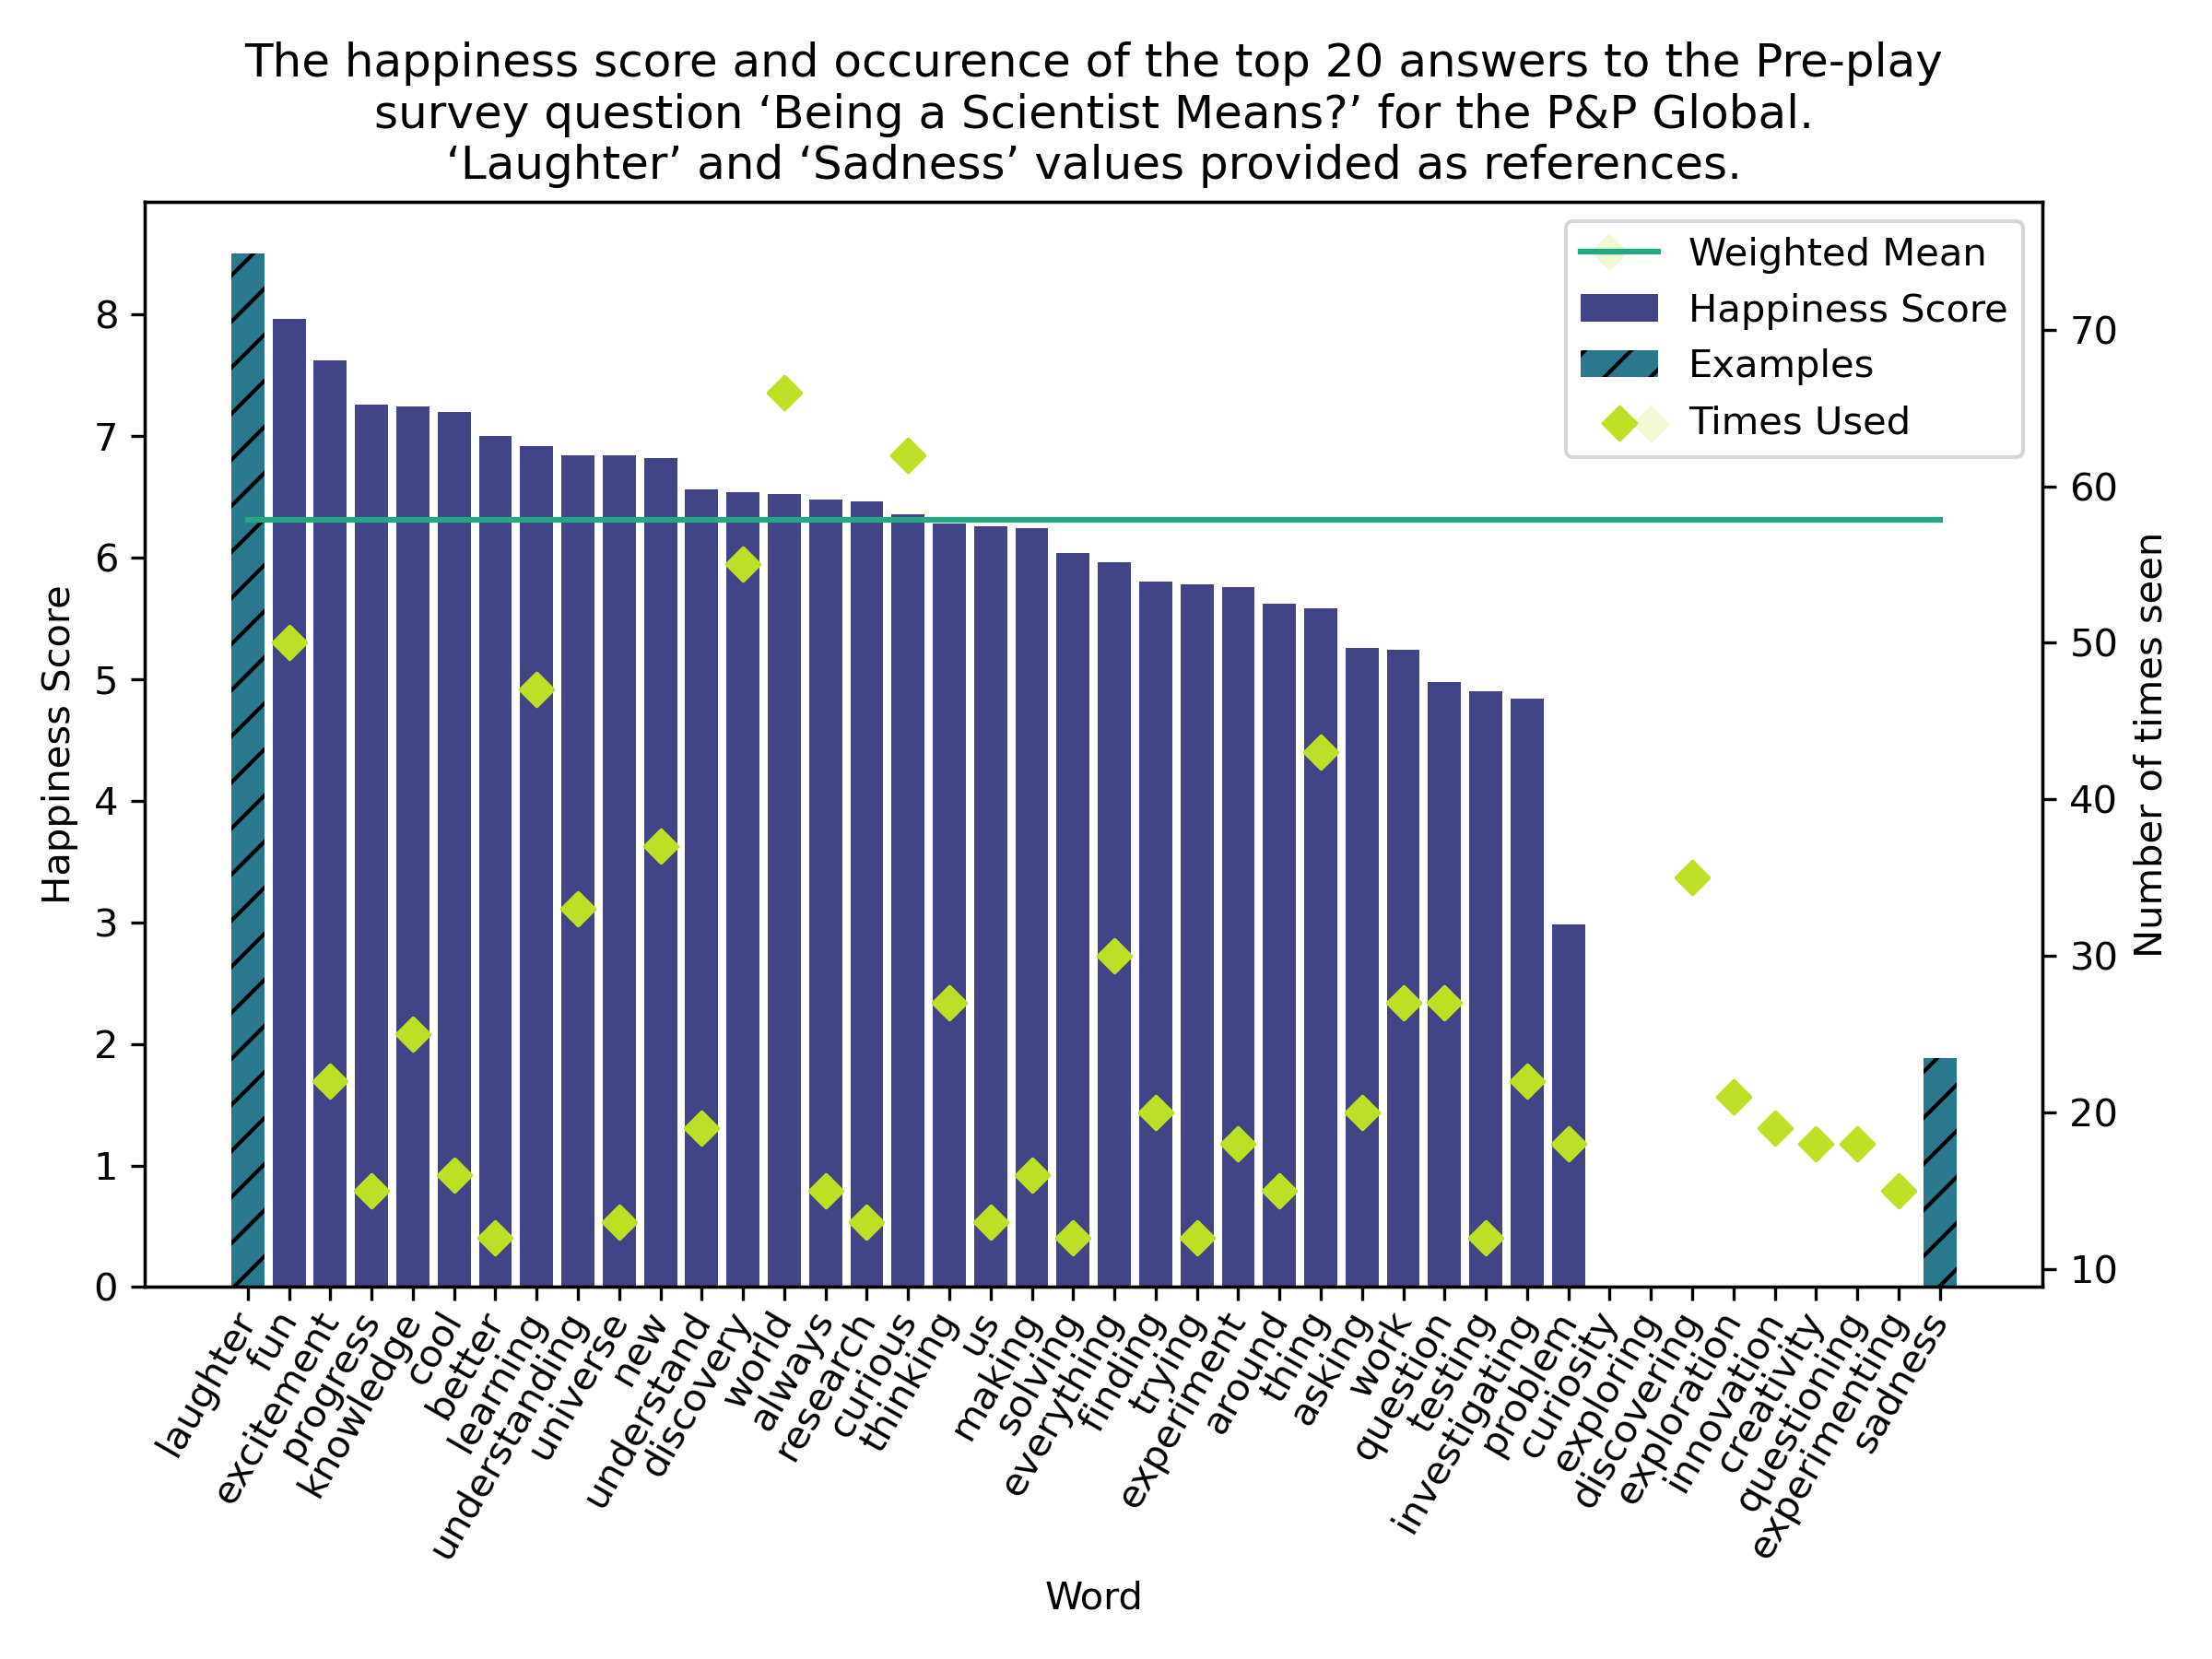 The happiness score and occurence of the top 20 answers to the Pre-play
survey question ‘Being a Scientist Means?’ for the P&P Global.
‘Laughter’ and ‘Sadness’ values provided as references.
Weighted Mean
Happiness Score
Examples
Times Used
Happiness Score
8
7
6
5
4
3
2
1
0
70
60
50
40
30
20
10
Number of times seen
laughter
fun
excitement
progress
knowledge
cool
better
learning
understanding
universe
new
understand
discovery
world
always
research
curious
thinking
us
making
solving
everything
finding
trying
experiment
around
thing
asking
work
question
testing
investigating
problem
curiosity
exploring
discovering
exploration
innovation
creativity
questioning
experimenting
sadness
Word